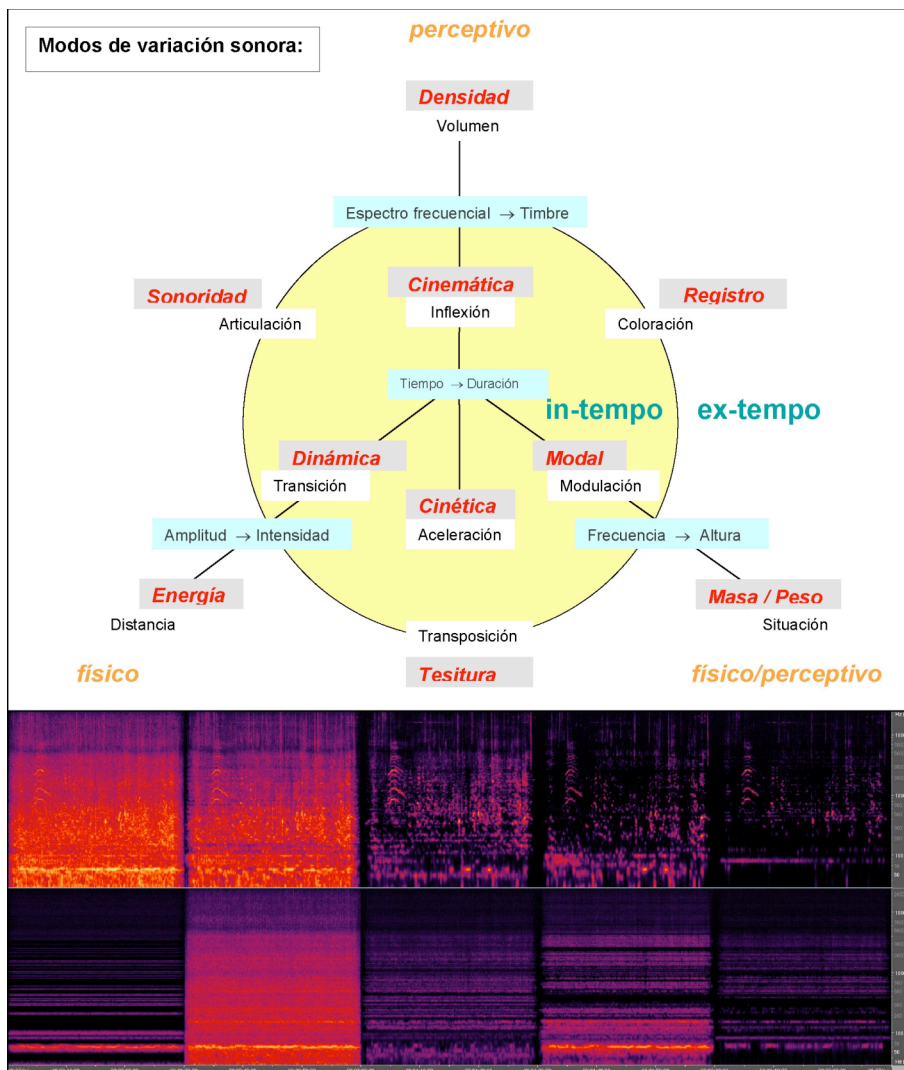 Modos de variación sonora:
perceptivo
Densidad
Volumen
Espectro frecuencial → Timbre
Sonoridad
Articulación
Cinemática
Inflexión
Registro
Coloración
Tiempo → Duración
in-tempo
ex-tempo
Dinámica
Transición
Cinética
Aceleración
Modal
Modulación
Amplitud → Intensidad
Frecuencia → Altura
Energía
Distancia
Masa / Peso
Situación
Transposición
Tesitura
físico
físico/perceptivo